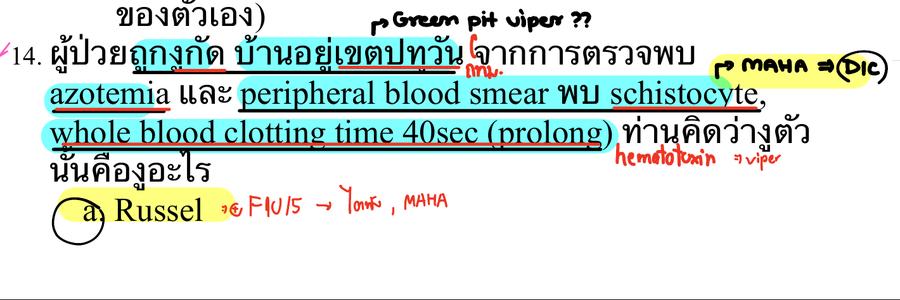 ของตัวเอง)
Green pit viper ??
14. ผู้ป่วยถูกงูกัด บ้านอยู่เขตปทุวัน จากการตรวจพบ
กทม.
MAHA ⇒ DIC
azotemia และ peripheral blood smear พบ schistocyte,
whole blood clotting time 40sec (prolong) ท่านคิดว่างูตัว
hematotoxin → viper
นั้นคืองูอะไร
a. Russel
F10/5 → ไตวาย, MAHA